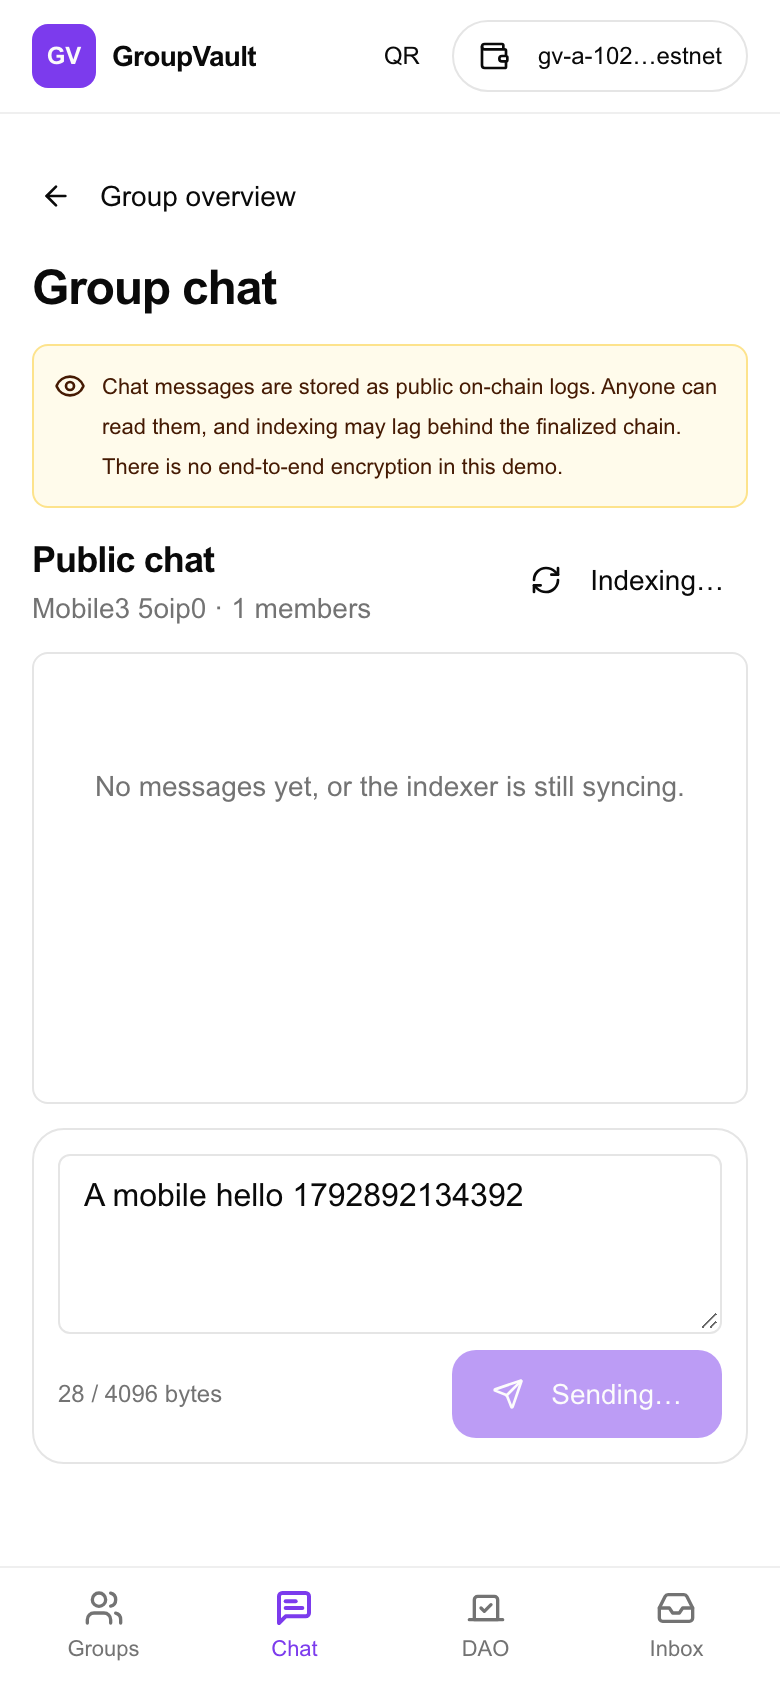 GV GroupVault QR gv-a-102…estnet
Group overview
Group chat
Chat messages are stored as public on-chain logs. Anyone can
read them, and indexing may lag behind the finalized chain.
There is no end-to-end encryption in this demo.
Public chat
Mobile3 5oip0 · 1 members
Indexing…
No messages yet, or the indexer is still syncing.
A mobile hello 1792892134392
28 / 4096 bytes
Sending…
Groups Chat DAO Inbox